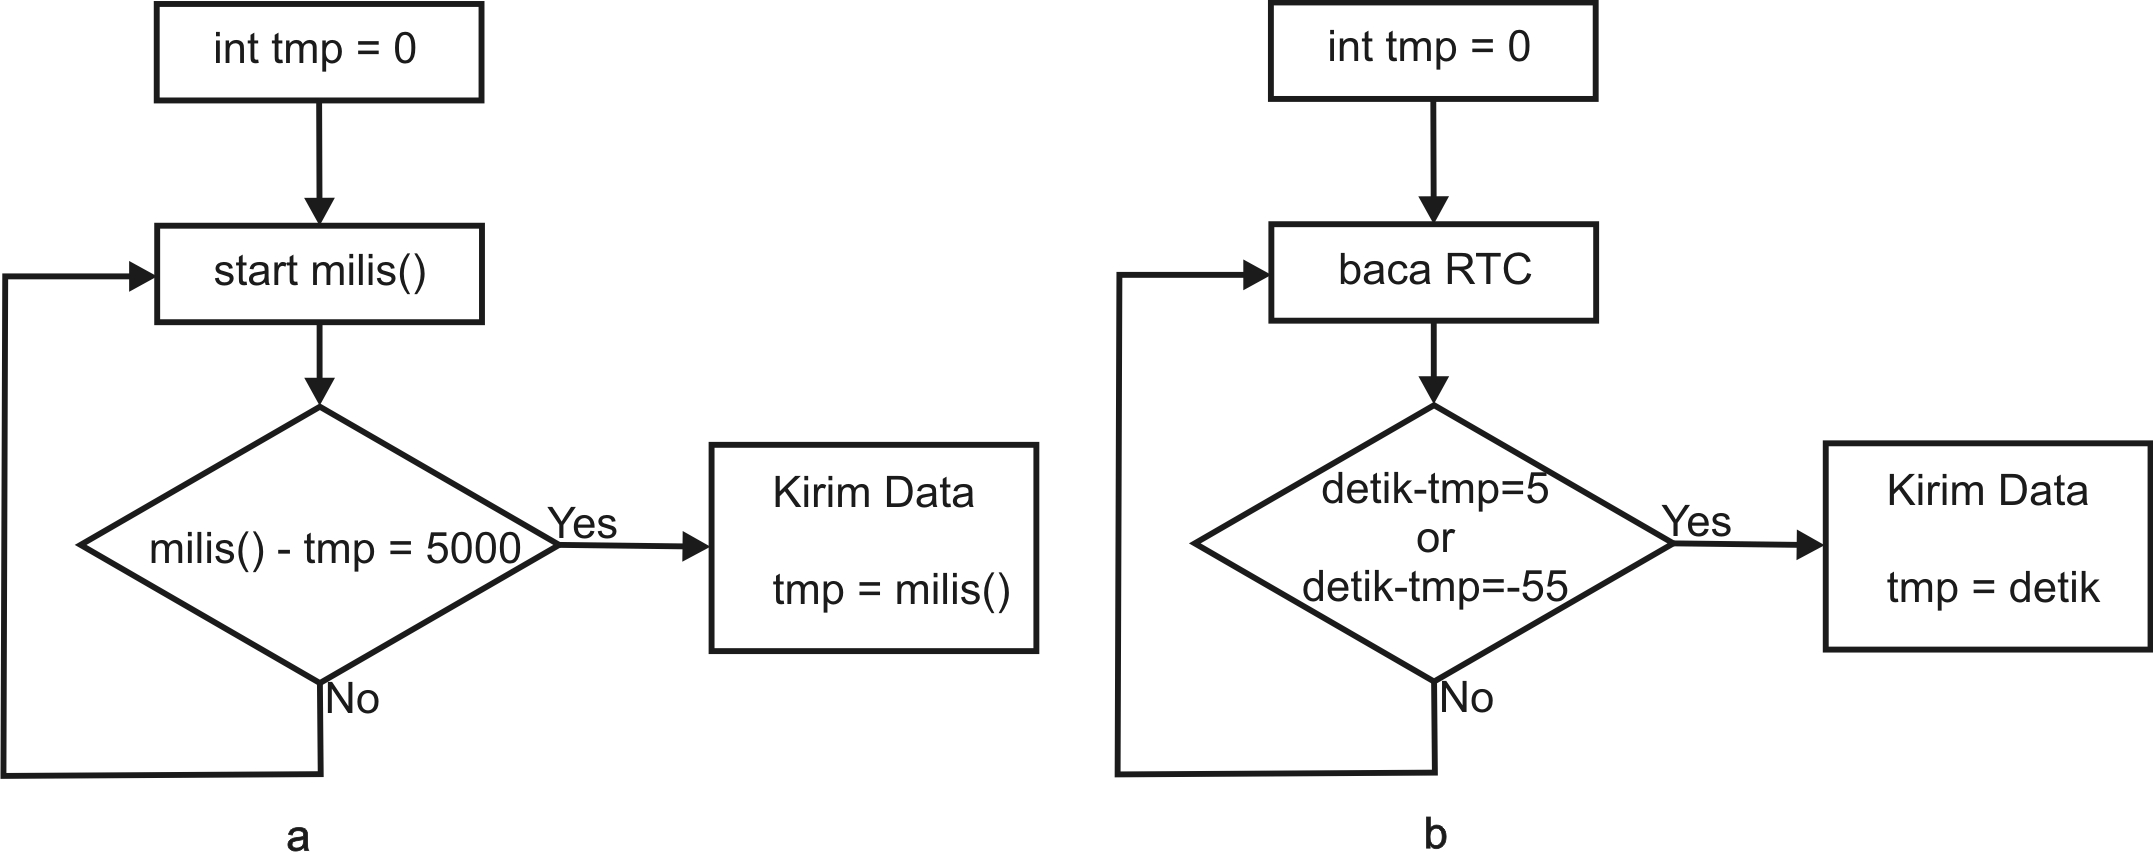 int tmp = 0
start milis()
milis() - tmp = 5000
Yes
Kirim Data
tmp = milis()
No
a
int tmp = 0
baca RTC
detik-tmp=5
or
detik-tmp=-55
Yes
Kirim Data
tmp = detik
No
b